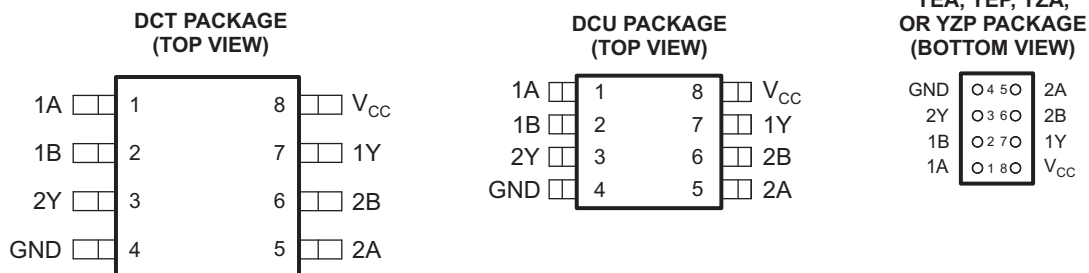 DCT PACKAGE
(TOP VIEW)
1A 1 8 VCC
1B 2 7 1Y
2Y 3 6 2B
GND 4 5 2A
DCU PACKAGE
(TOP VIEW)
1A 1 8 VCC
1B 2 7 1Y
2Y 3 6 2B
GND 4 5 2A
YEA, YEP, YZA,
OR YZP PACKAGE
(BOTTOM VIEW)
GND 4 5 2A
2Y 3 6 2B
1B 2 7 1Y
1A 1 8 VCC